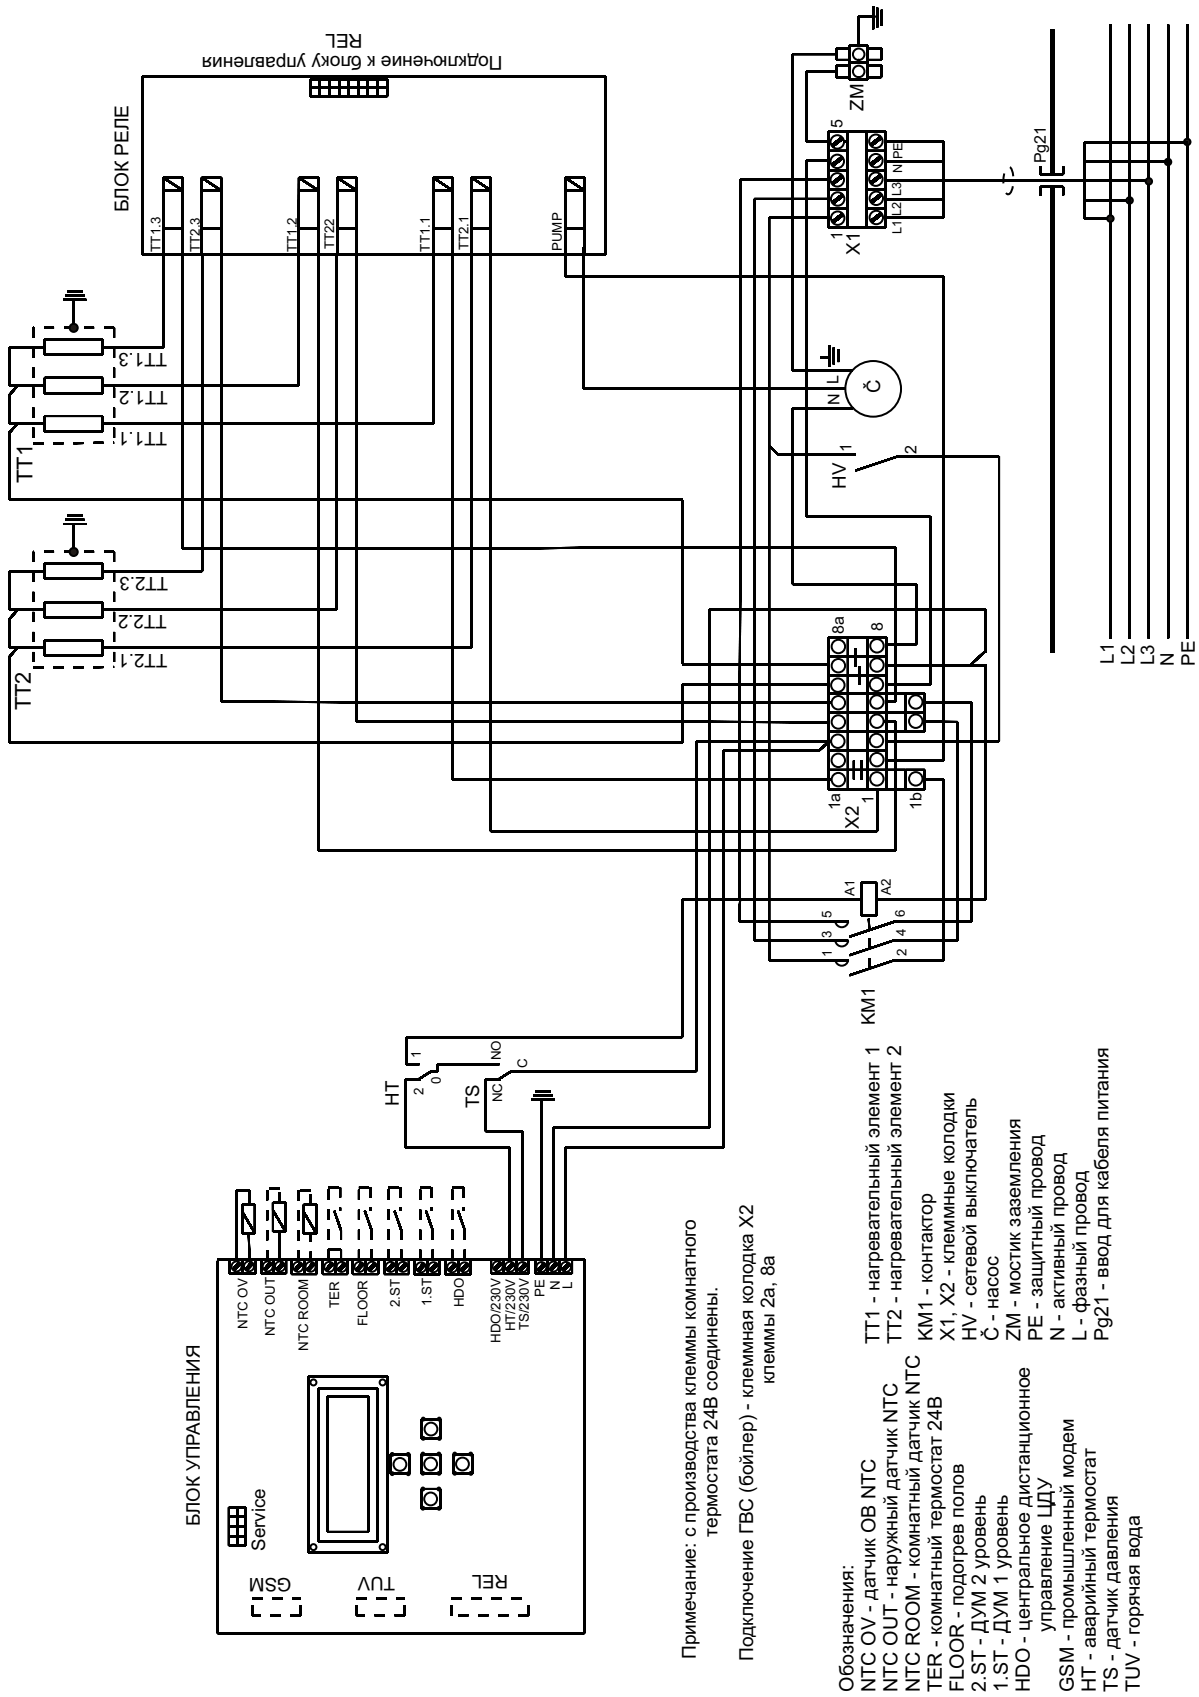 БЛОК РЕЛЕ
Подключение к блоку управления
REL
TT1.3
TT2.3
TT1.2
TT22
TT1.1
TT2.1
PUMP
TT1
TT1.3
TT1.2
TT1.1
TT2
TT2.3
TT2.2
TT2.1
ZM
5
1
X1
L1
L2
L3
N
PE
Pg21
L1
L2
L3
N
PE
N
L
Č
HV
1
2
8a
8
1a
1
1b
X2
A1
A2
5
3
1
6
4
2
KM1
HT
1
2
0
TS
NO
NC
C
БЛОК УПРАВЛЕНИЯ
NTC OV
NTC OUT
NTC ROOM
TER
FLOOR
2.ST
1.ST
HDO
HDO/230V
HT/230V
TS/230V
PE
N
L
Service
GSM
TUV
REL
Примечание: с производства клеммы комнатного
термостата 24В соединены.
Подключение ГВС (бойлер) - клеммная колодка X2
клеммы 2a, 8a
Обозначения:
NTC OV - датчик ОВ NTC
NTC OUT - наружный датчик NTC
NTC ROOM - комнатный датчик NTC
TER - комнатный термостат 24В
FLOOR - подогрев полов
2.ST - ДУМ 2 уровень
1.ST - ДУМ 1 уровень
HDO - центральное дистанционное
управление ЦДУ
GSM - промышленный модем
HT - аварийный термостат
TS - датчик давления
TUV - горячая вода
TT1 - нагревательный элемент 1
TT2 - нагревательный элемент 2
KM1 - контактор
X1, X2 - клеммные колодки
HV - сетевой выключатель
Č - насос
ZM - мостик заземления
PE - защитный провод
N - активный провод
L - фазный провод
Pg21 - ввод для кабеля питания